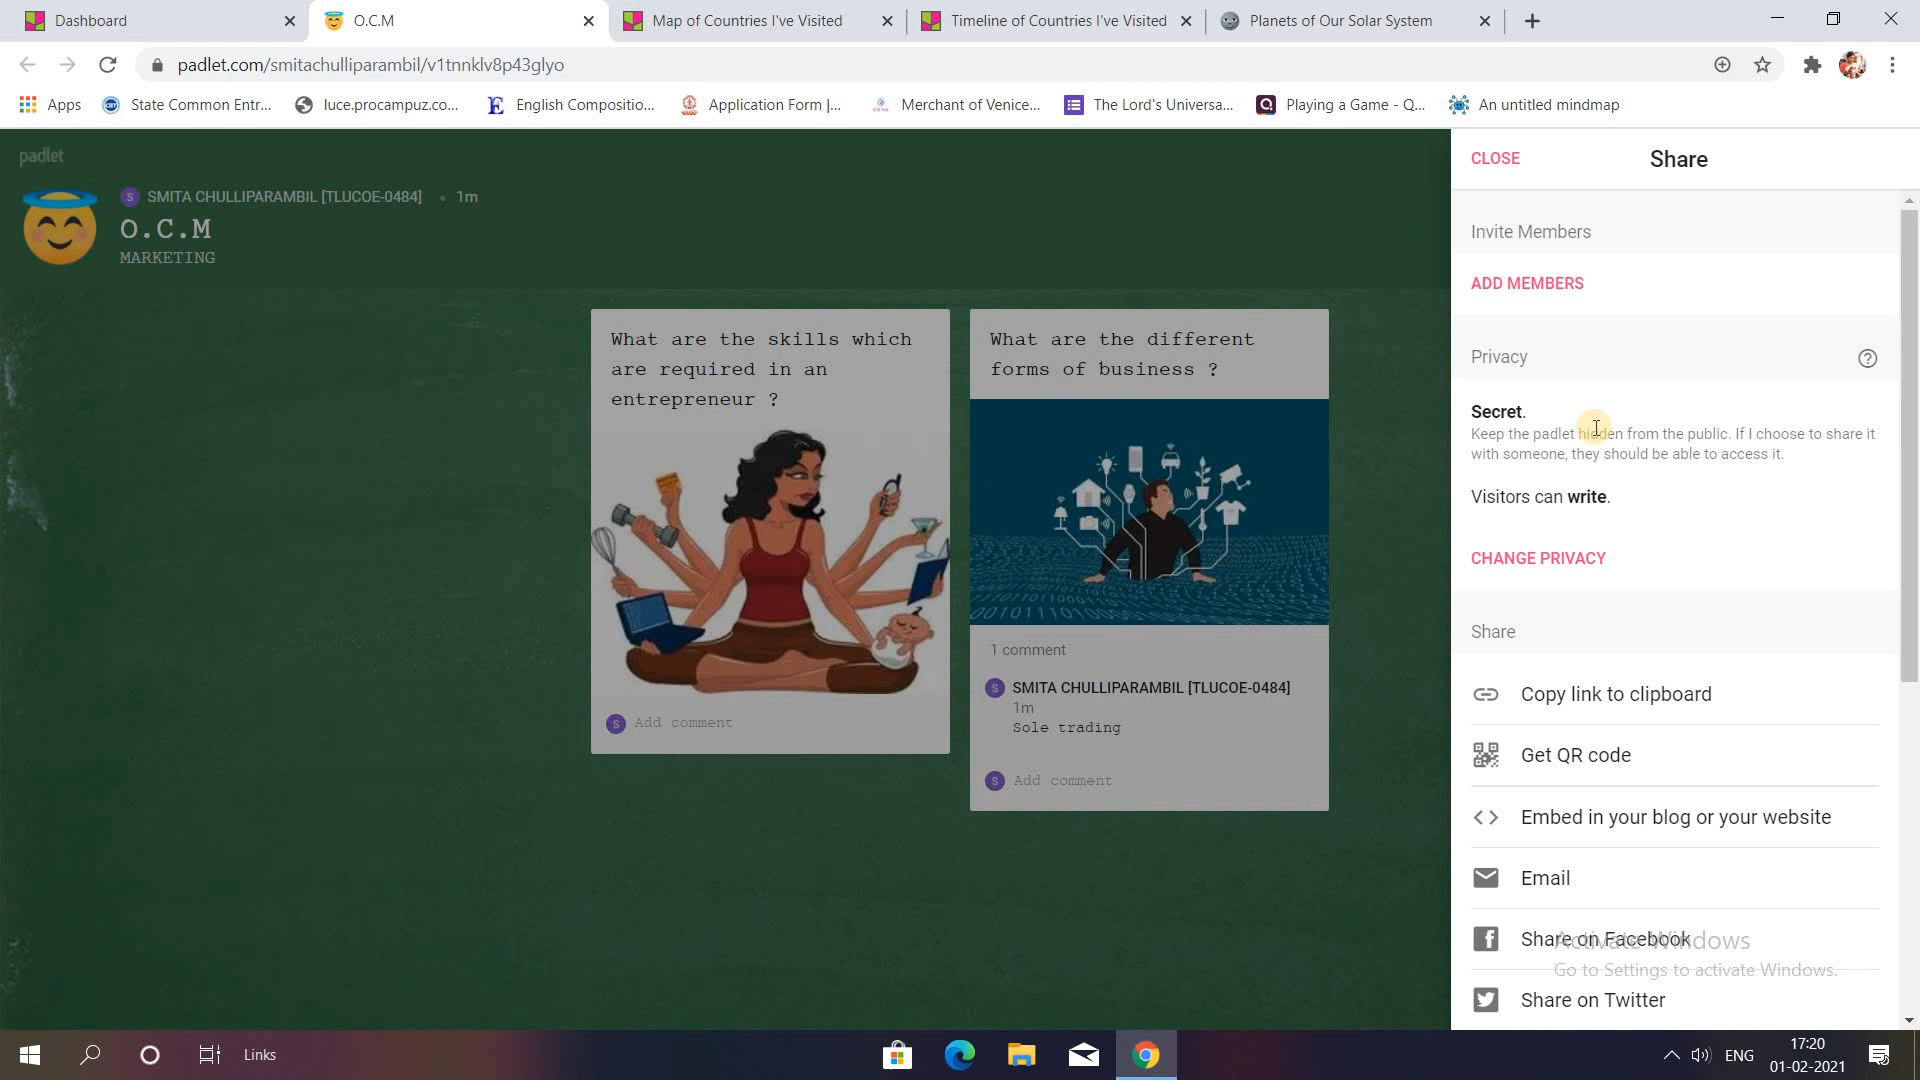 Dashboard
O.C.M
Map of Countries I've Visited
Timeline of Countries I've Visited
Planets of Our Solar System
padlet.com/smitachulliparambil/v1tnnklv8p43glyo
Apps
State Common Entr...
luce.procampuz.co...
English Compositio...
Application Form |...
Merchant of Venice...
The Lord's Universa...
Playing a Game - Q...
An untitled mindmap
padlet
S SMITA CHULLIPARAMBIL [TLUCOE-0484] • 1m
O.C.M
MARKETING
What are the skills which
are required in an
entrepreneur ?
S Add comment
What are the different
forms of business ?
1 comment
S SMITA CHULLIPARAMBIL [TLUCOE-0484]
1m
Sole trading
S Add comment
CLOSE
Share
Invite Members
ADD MEMBERS
Privacy
Secret.
Keep the padlet hidden from the public. If I choose to share it
with someone, they should be able to access it.
Visitors can write.
CHANGE PRIVACY
Share
Copy link to clipboard
Get QR code
Embed in your blog or your website
Email
Share on Facebook
Activate Windows
Go to Settings to activate Windows.
Share on Twitter
Links
ENG
17:20
01-02-2021